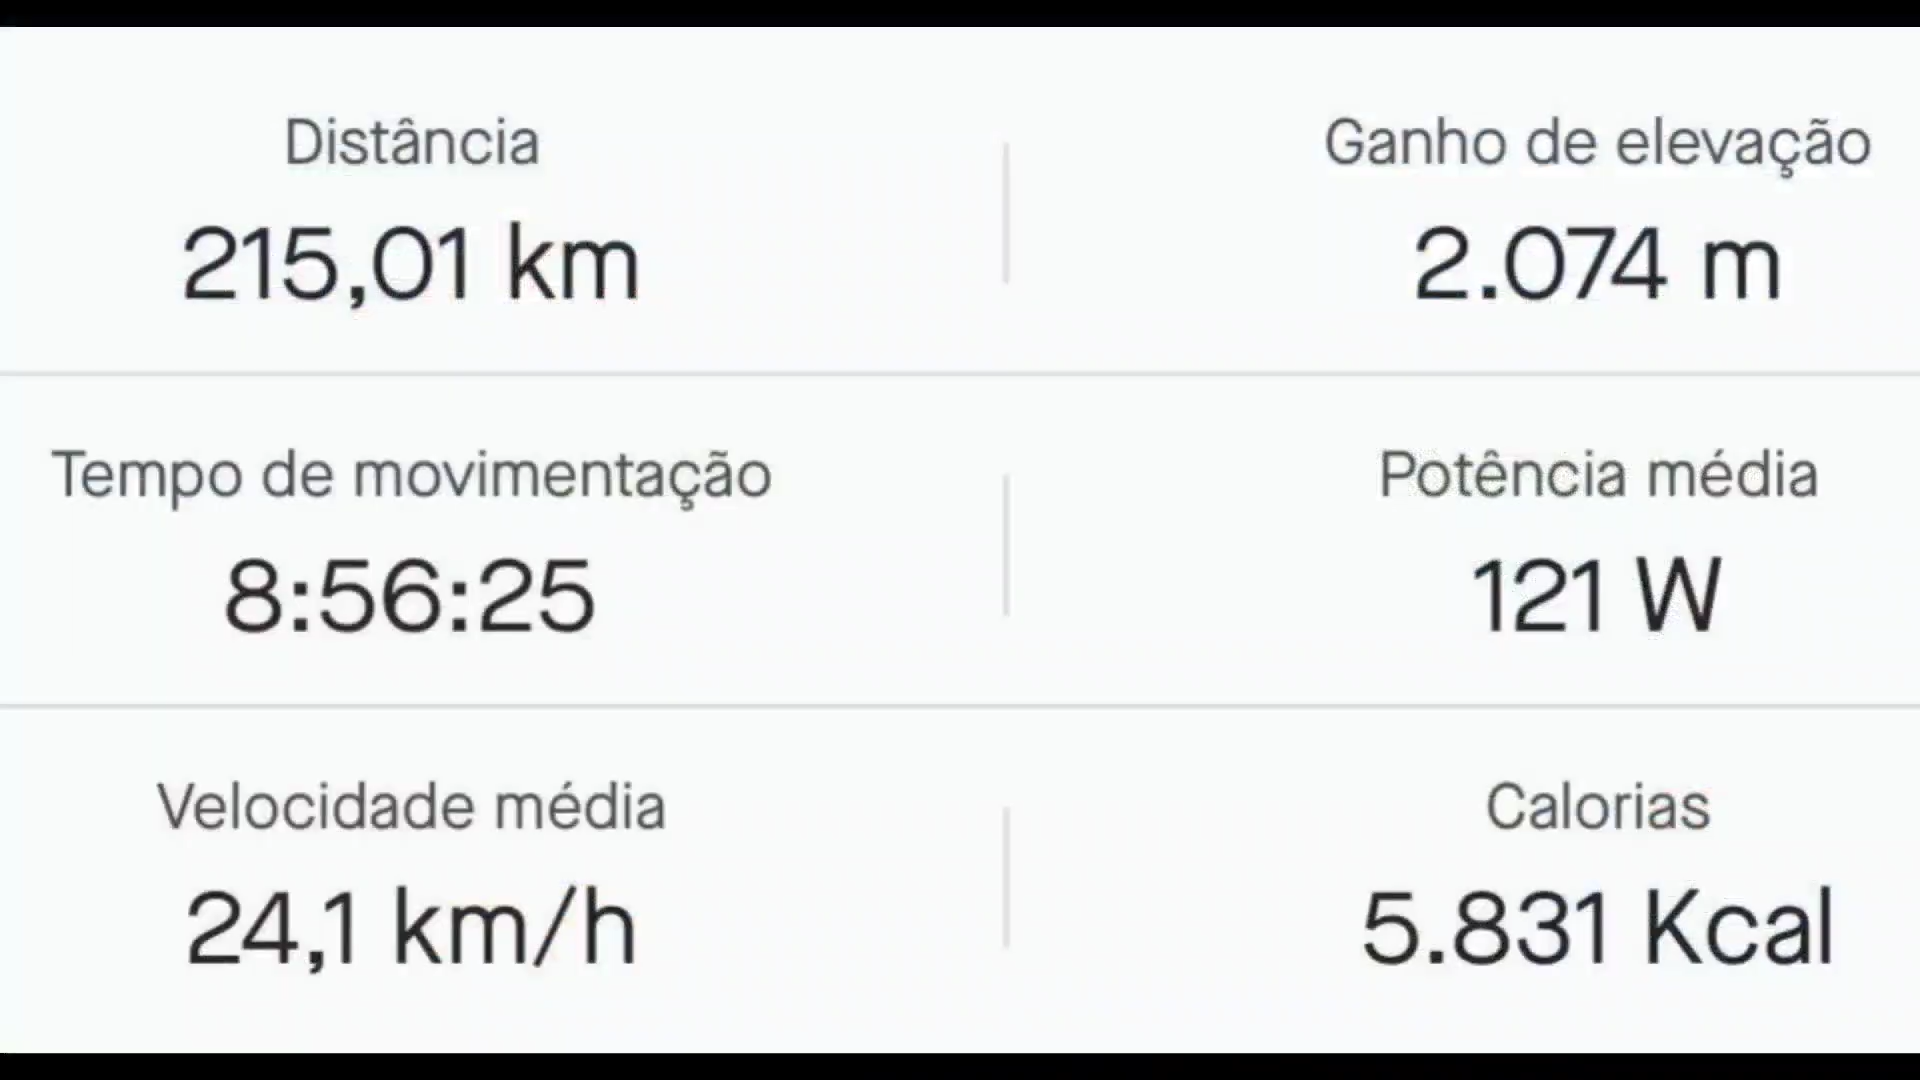 Distância
215,01 km
Ganho de elevação
2.074 m
Tempo de movimentação
8:56:25
Potência média
121 W
Velocidade média
24,1 km/h
Calorias
5.831 Kcal